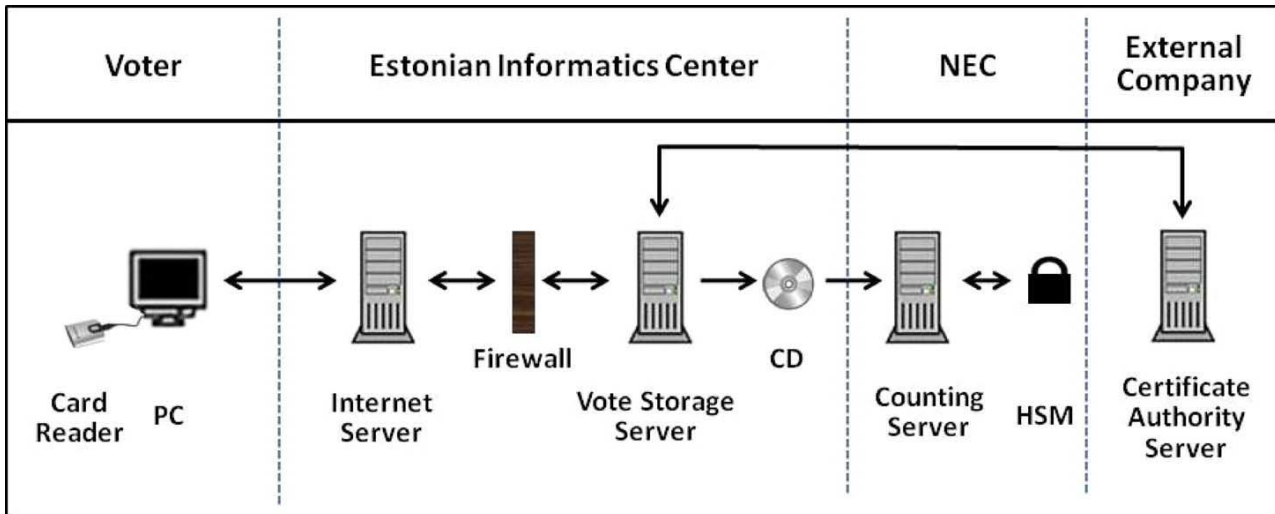 Voter
Estonian Informatics Center
NEC
External
Company
Firewall
CD
Card
Reader
PC
Internet
Server
Vote Storage
Server
Counting
Server
HSM
Certificate
Authority
Server